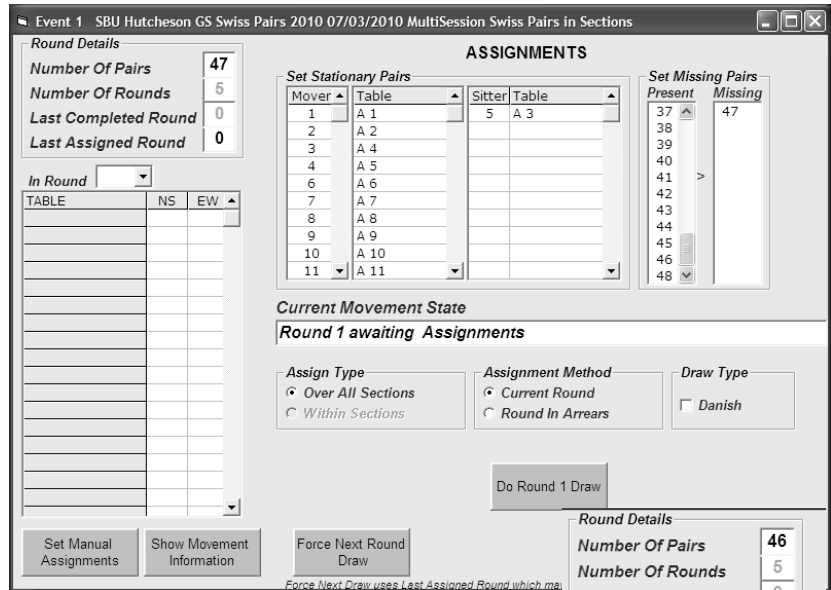 Event 1 SBU Hutcheson GS Swiss Pairs 2010 07/03/2010 MultiSession Swiss Pairs in Sections
Round Details
Number Of Pairs 47
Number Of Rounds 5
Last Completed Round 0
Last Assigned Round 0
In Round
TABLE NS EW
ASSIGNMENTS
Set Stationary Pairs
Mover Table Sitter Table
1 A 1 5 A 3
2 A 2
3 A 4
4 A 5
6 A 6
7 A 7
8 A 8
9 A 9
10 A 10
11 A 11
Set Missing Pairs
Present Missing
37 47
38
39
40
41 >
42
43
44
45
46
48
Current Movement State
Round 1 awaiting Assignments
Assign Type
Over All Sections
Within Sections
Assignment Method
Current Round
Round In Arrears
Draw Type
Danish
Do Round 1 Draw
Set Manual Assignments
Show Movement Information
Force Next Round Draw
Force Next Draw uses Last Assigned Round which may
Round Details
Number Of Pairs 46
Number Of Rounds 5